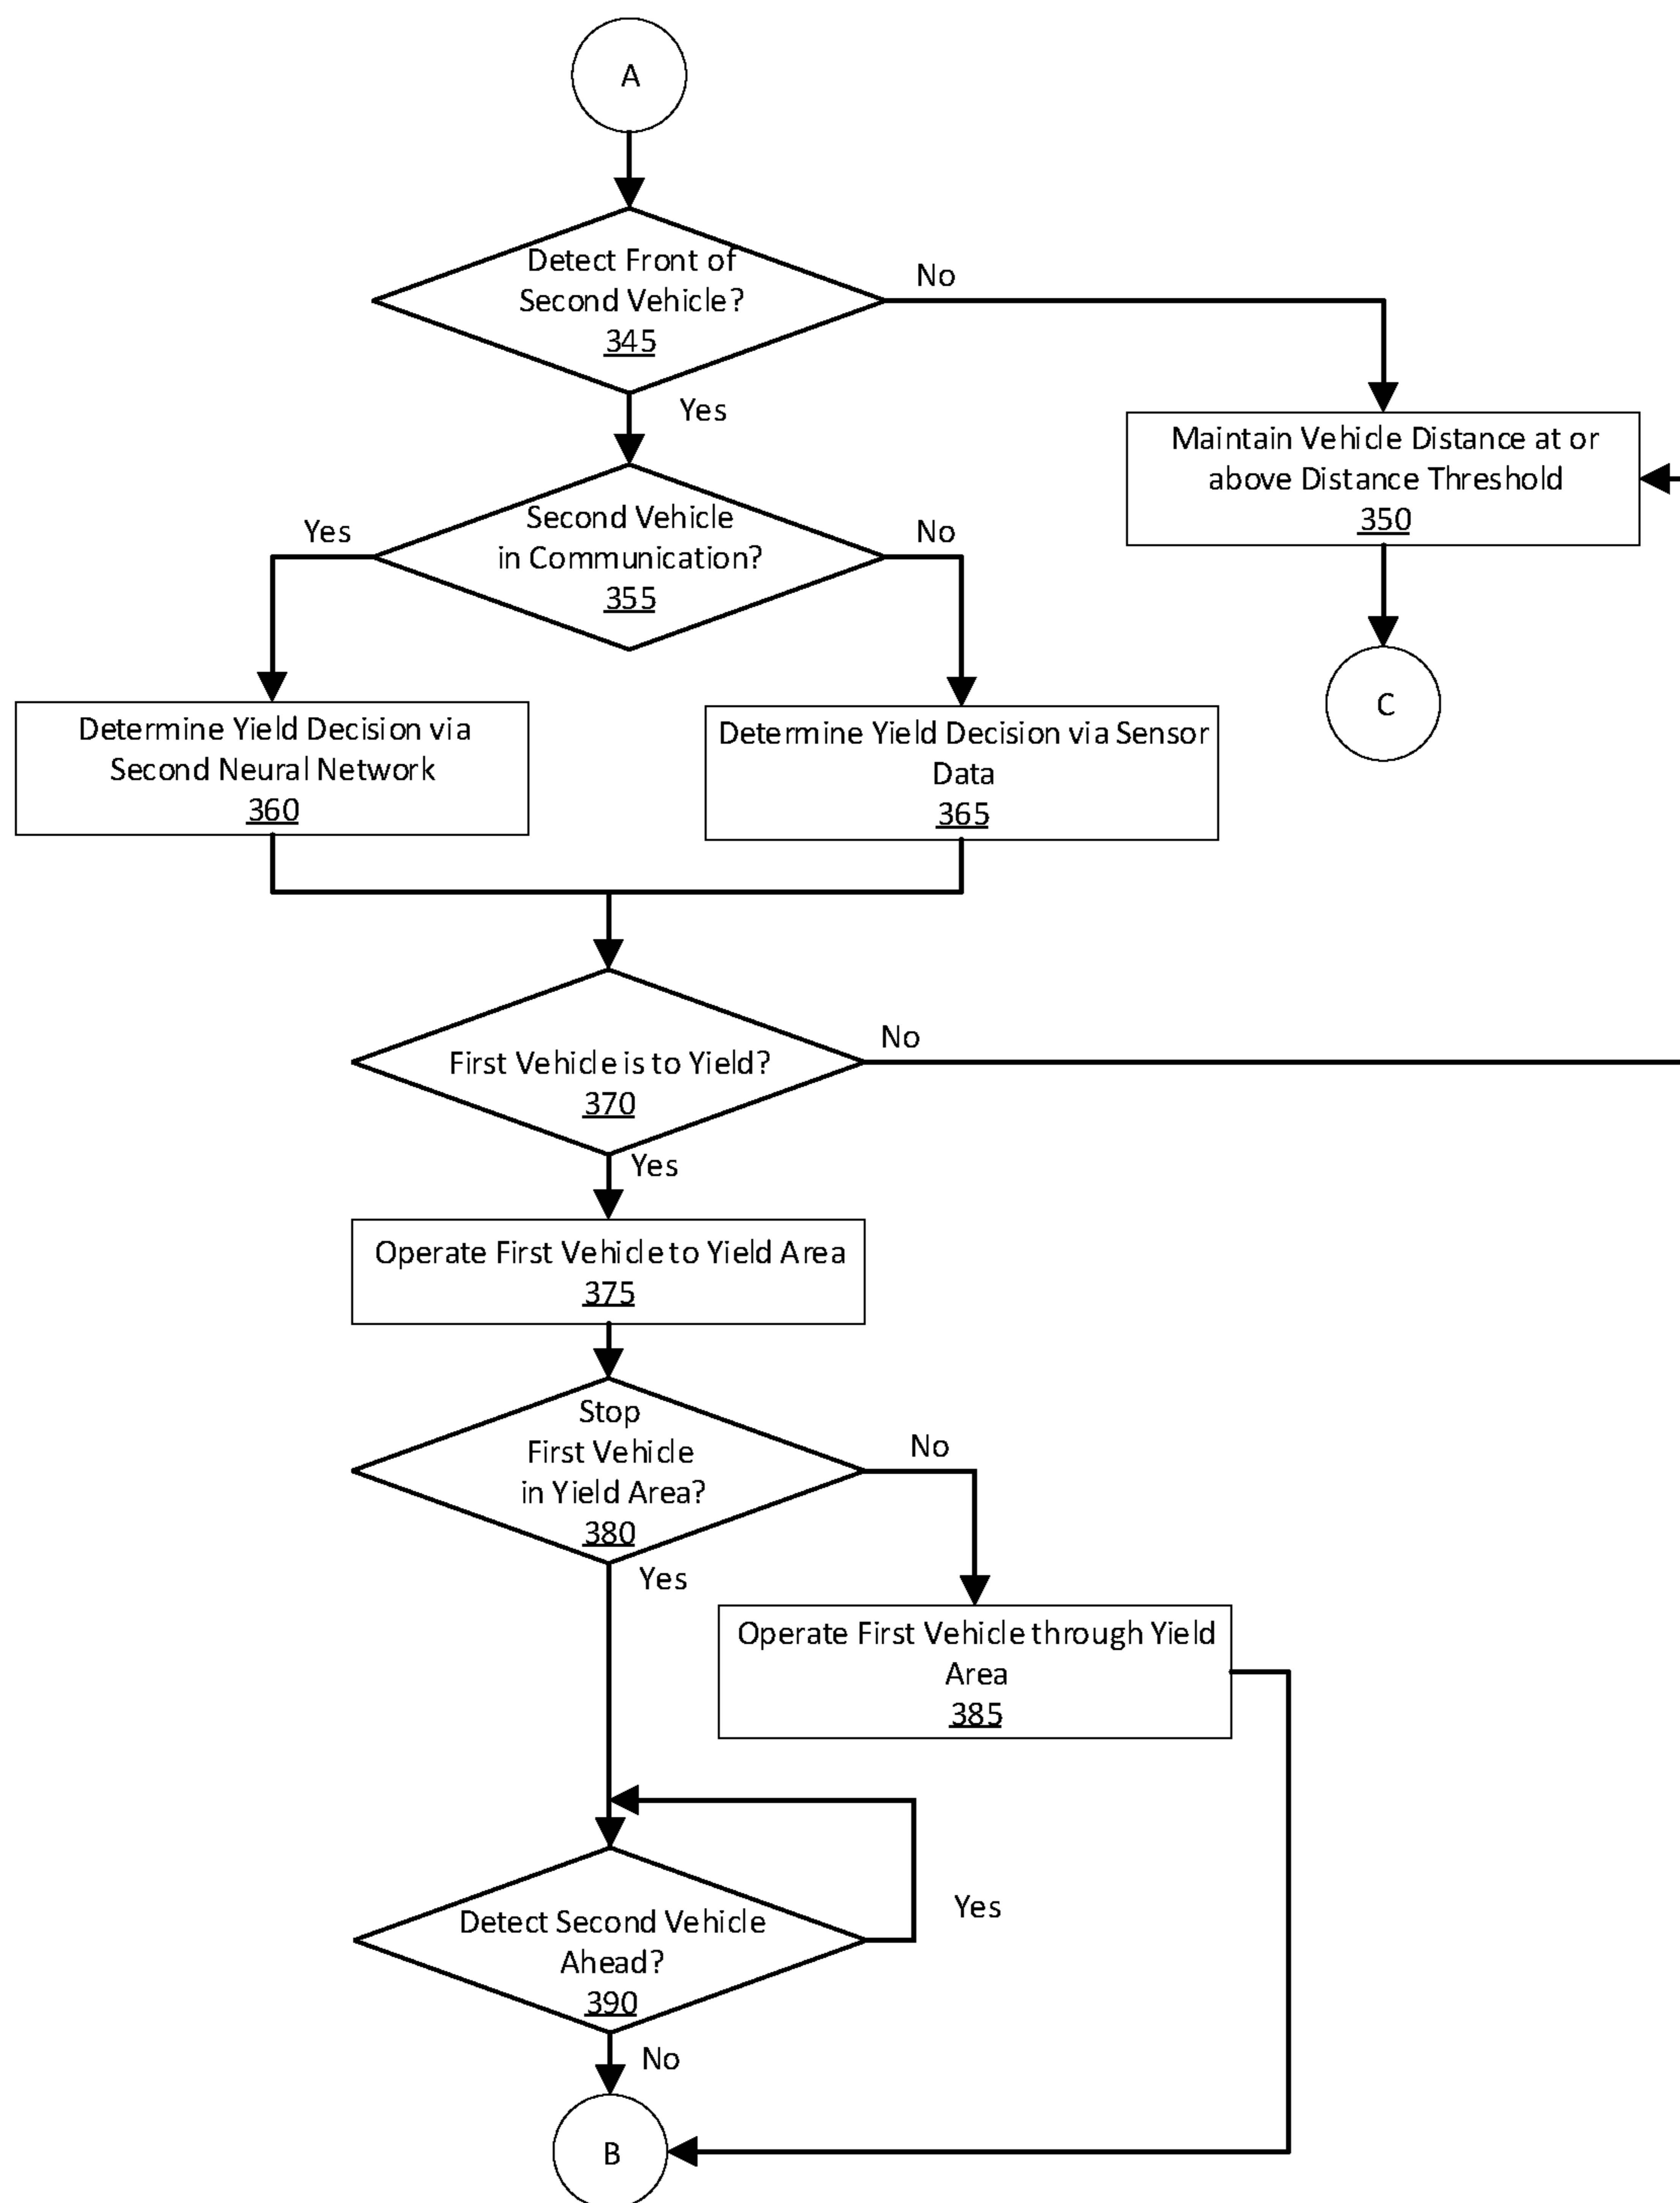 A
Detect Front of
Second Vehicle?
345
No
Yes
Maintain Vehicle Distance at or
above Distance Threshold
350
Second Vehicle
in Communication?
355
Yes
No
C
Determine Yield Decision via
Second Neural Network
360
Determine Yield Decision via Sensor
Data
365
First Vehicle is to Yield?
370
No
Yes
Operate First Vehicle to Yield Area
375
Stop
First Vehicle
in Yield Area?
380
No
Yes
Operate First Vehicle through Yield
Area
385
Detect Second Vehicle
Ahead?
390
Yes
No
B